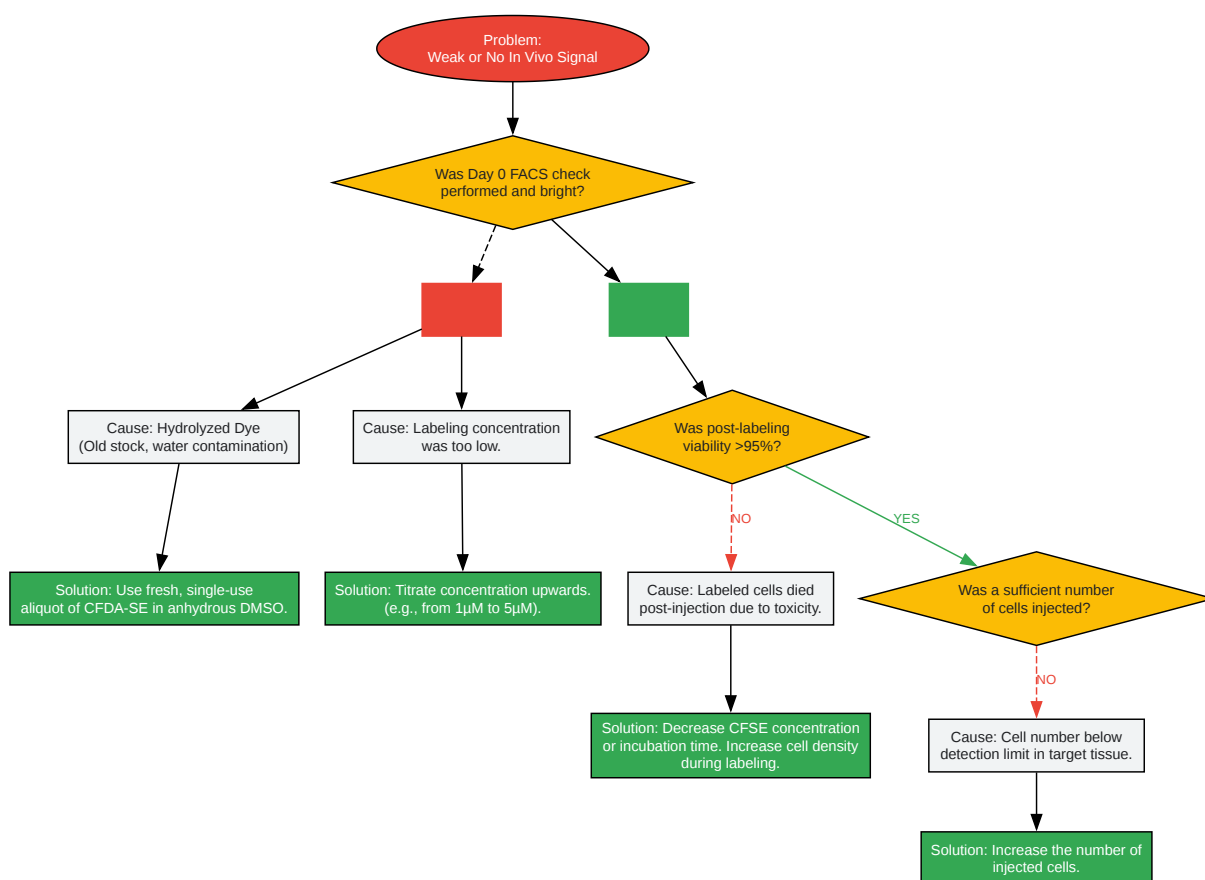 Problem:
Weak or No In Vivo Signal
Was Day 0 FACS check
performed and bright?
Cause: Hydrolyzed Dye
(Old stock, water contamination)
Cause: Labeling concentration
was too low.
Was post-labeling
viability >95%?
NO
YES
Solution: Use fresh, single-use
aliquot of CFDA-SE in anhydrous DMSO.
Solution: Titrate concentration upwards.
(e.g., from 1µM to 5µM).
Cause: Labeled cells died
post-injection due to toxicity.
Was a sufficient number
of cells injected?
NO
Solution: Decrease CFSE concentration
or incubation time. Increase cell density
during labeling.
Cause: Cell number below
detection limit in target tissue.
Solution: Increase the number of
injected cells.